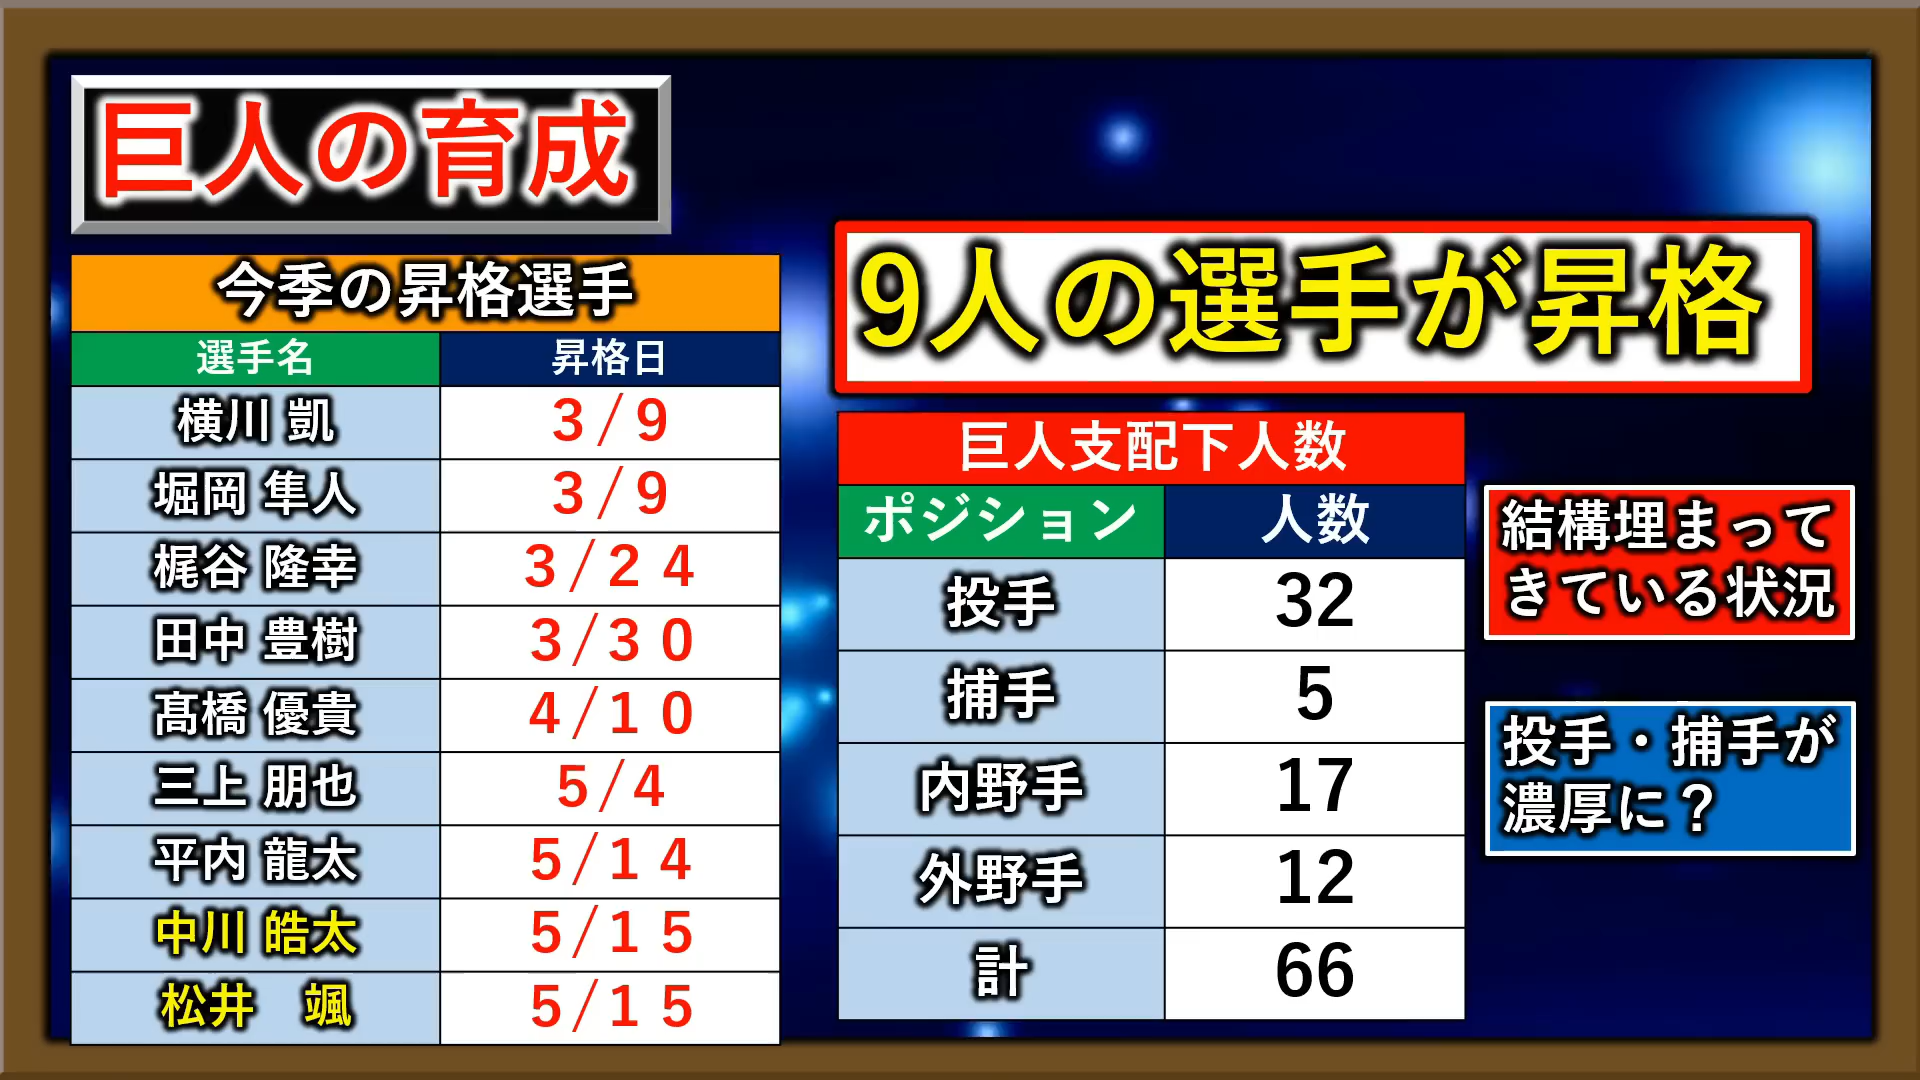 巨人の育成
今季の昇格選手
選手名 昇格日
横川 凱 3/9
堀岡 隼人 3/9
梶谷 隆幸 3/24
田中 豊樹 3/30
髙橋 優貴 4/10
三上 朋也 5/4
平内 龍太 5/14
中川 皓太 5/15
松井　颯 5/15
9人の選手が昇格
巨人支配下人数
ポジション 人数
投手 32
捕手 5
内野手 17
外野手 12
計 66
結構埋まって
きている状況
投手・捕手が
濃厚に？